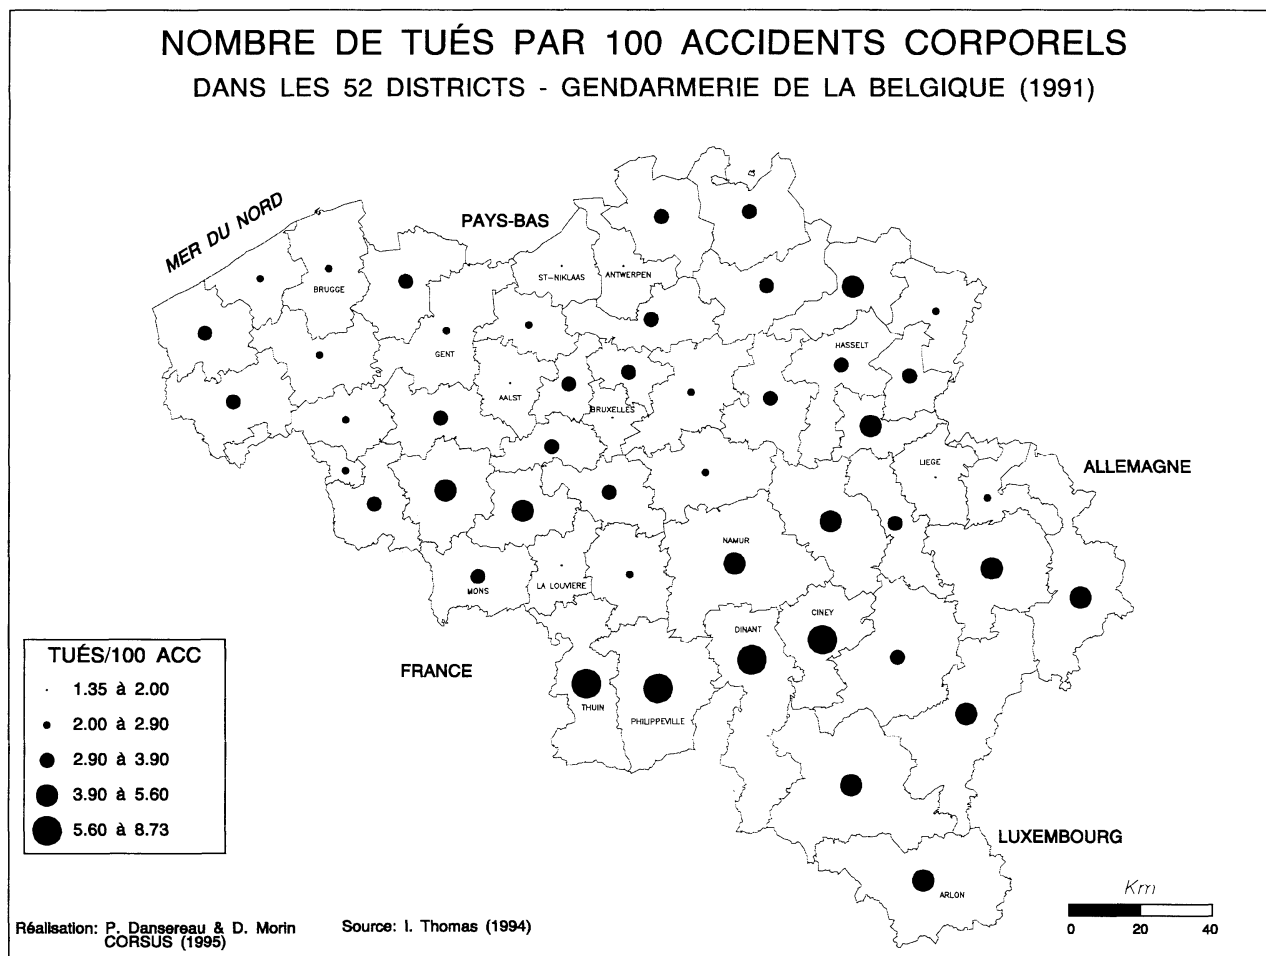 NOMBRE DE TUÉS PAR 100 ACCIDENTS CORPORELS
DANS LES 52 DISTRICTS - GENDARMERIE DE LA BELGIQUE (1991)
MER DU NORD
PAYS-BAS
ST-NIKLAAS
ANTWERPEN
BRUGGE
GENT
HASSELT
AALST
BRUXELLES
LIEGE
ALLEMAGNE
NAMUR
MONS
LA LOUVIERE
CINEY
DINANT
FRANCE
THUIN
PHILIPPEVILLE
TUÉS/100 ACC
1.35 à 2.00
2.00 à 2.90
2.90 à 3.90
3.90 à 5.60
5.60 à 8.73
LUXEMBOURG
ARLON
Km
0 20 40
Réalisation: P. Dansereau & D. Morin
CORSUS (1995)
Source: I. Thomas (1994)